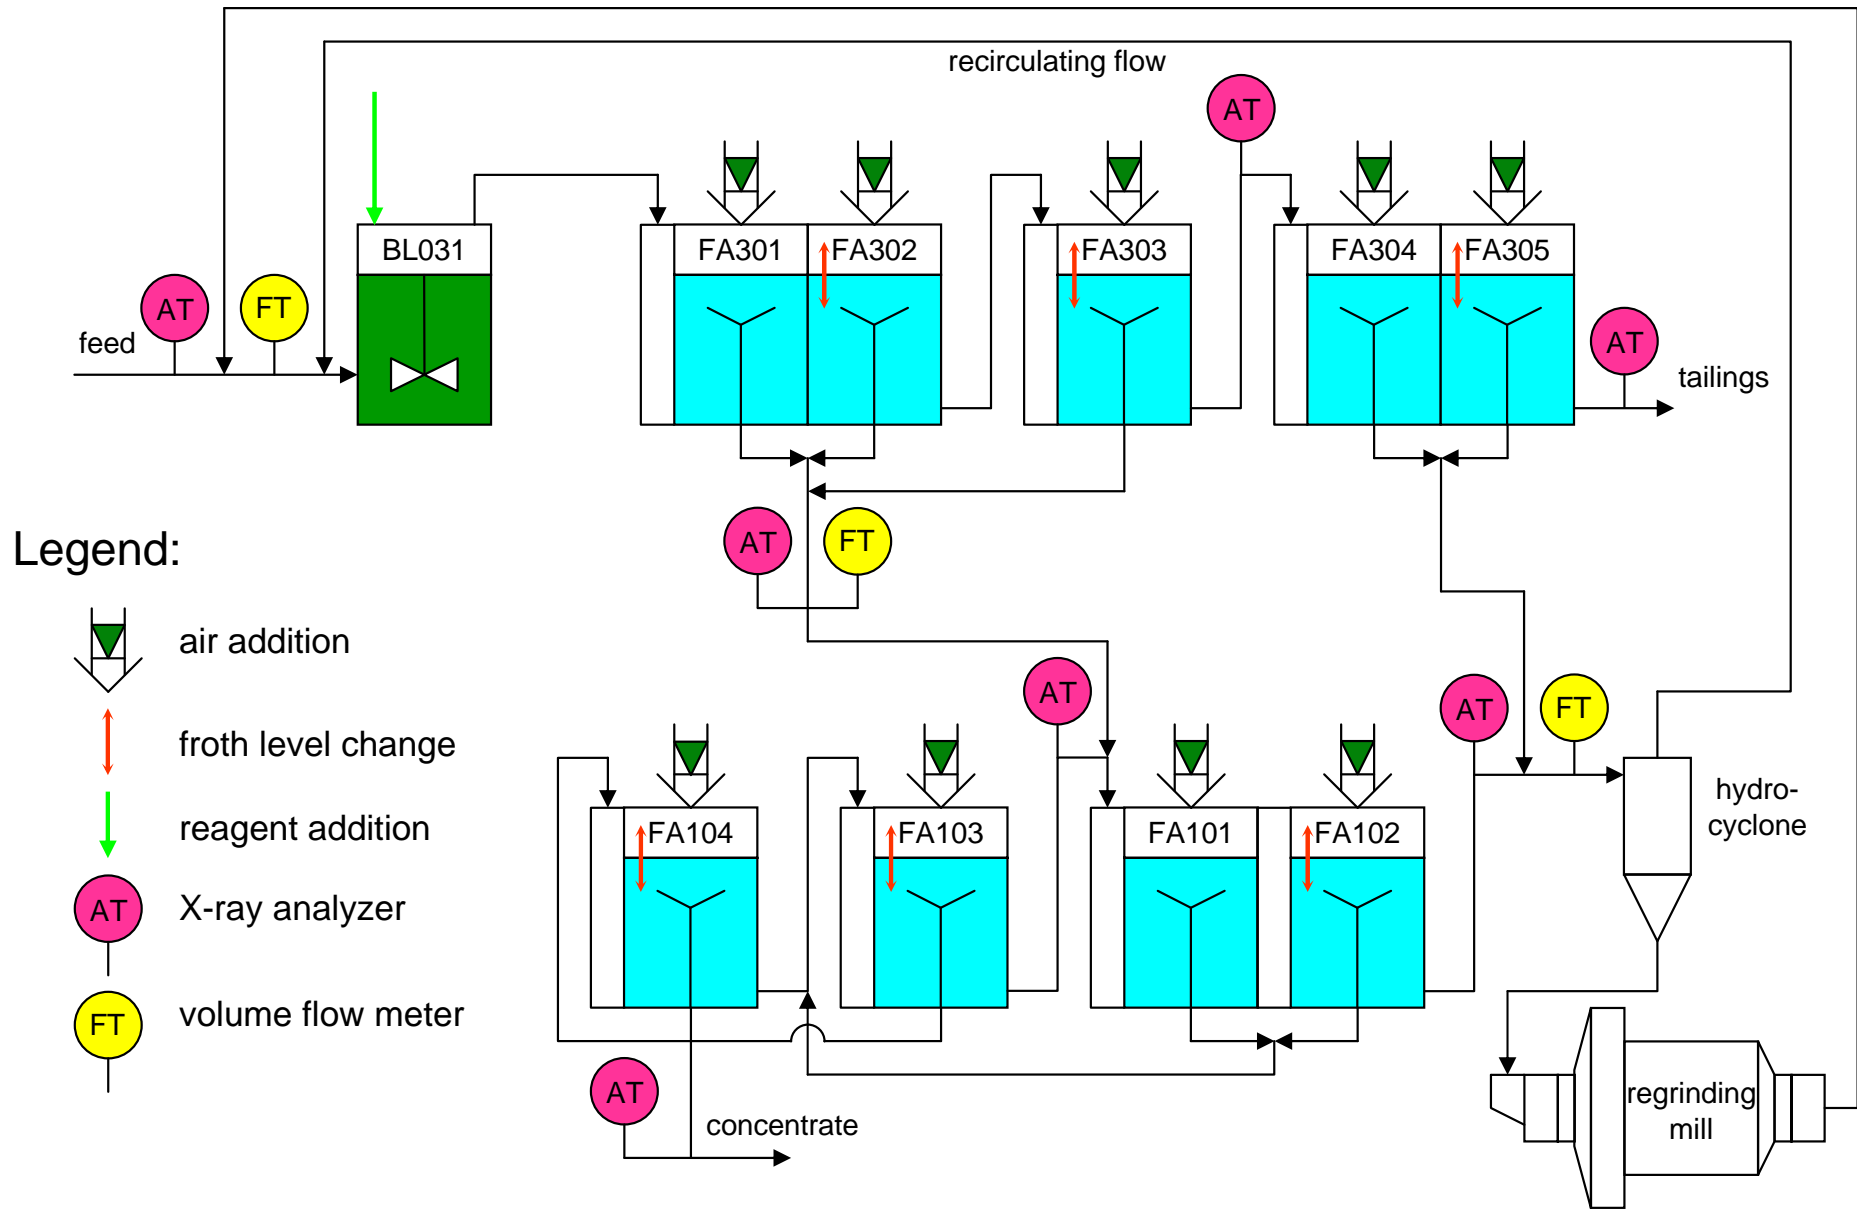 recirculating flow
AT
BL031
FA301
FA302
FA303
FA304
FA305
AT
FT
feed
AT
tailings
AT
FT
Legend:
air addition
froth level change
reagent addition
AT
X-ray analyzer
FT
volume flow meter
AT
AT
FT
FA104
FA103
FA101
FA102
hydro-
cyclone
AT
concentrate
regrinding
mill